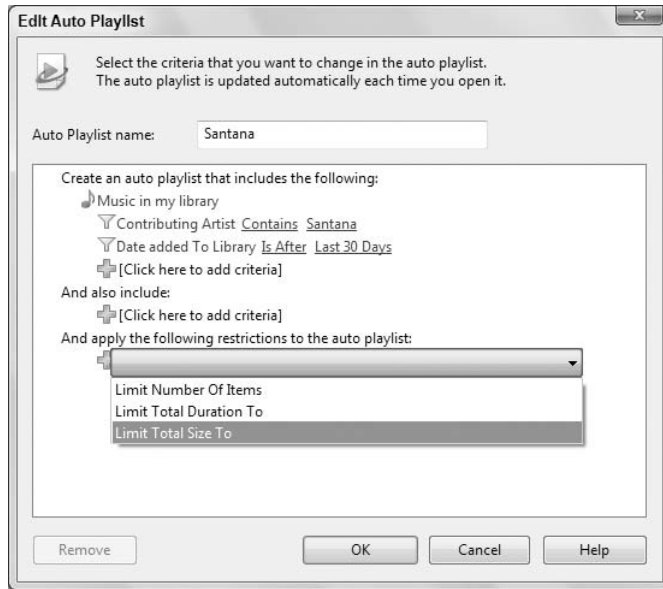 Edit Auto Playlist
Select the criteria that you want to change in the auto playlist.
The auto playlist is updated automatically each time you open it.
Auto Playlist name: Santana
Create an auto playlist that includes the following:
Music in my library
Contributing Artist Contains Santana
Date added To Library Is After Last 30 Days
[Click here to add criteria]
And also include:
[Click here to add criteria]
And apply the following restrictions to the auto playlist:
Limit Number Of Items
Limit Total Duration To
Limit Total Size To
Remove OK Cancel Help